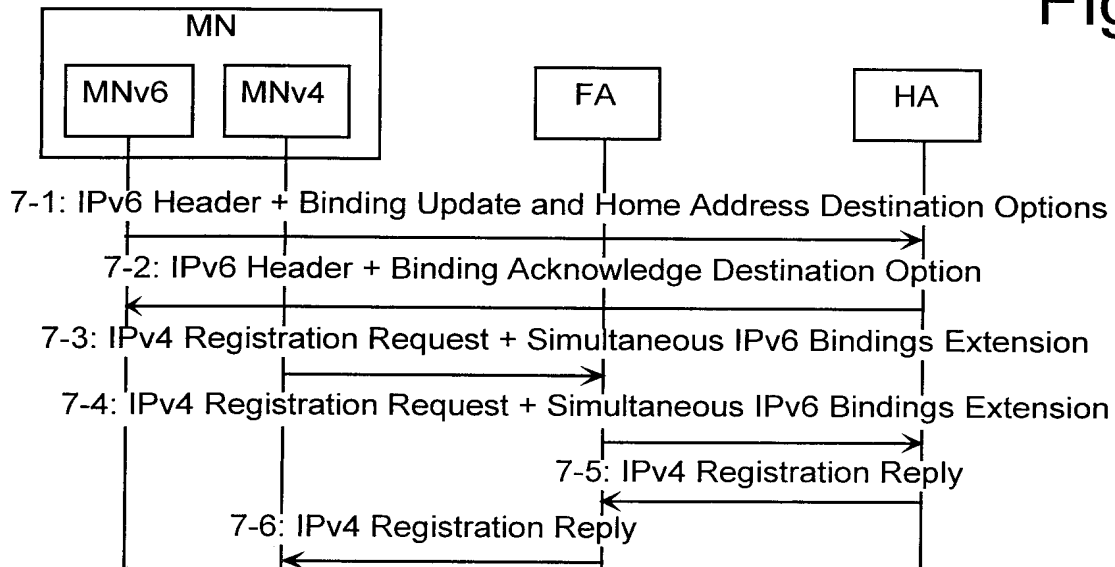 Fig
MN
MNv6 MNv4 FA HA
7-1: IPv6 Header + Binding Update and Home Address Destination Options
7-2: IPv6 Header + Binding Acknowledge Destination Option
7-3: IPv4 Registration Request + Simultaneous IPv6 Bindings Extension
7-4: IPv4 Registration Request + Simultaneous IPv6 Bindings Extension
7-5: IPv4 Registration Reply
7-6: IPv4 Registration Reply